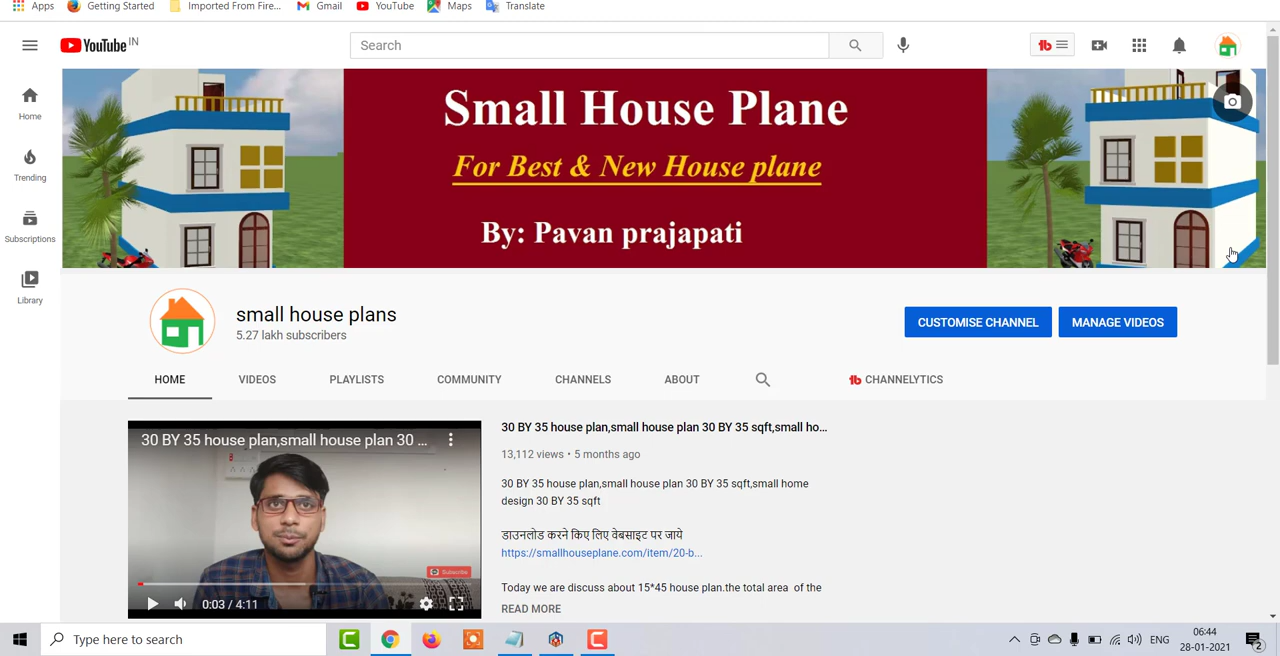 Apps Getting Started Imported From Fire... Gmail YouTube Maps Translate
YouTube IN Search
Home
Trending
Subscriptions
Library
Small House Plane
For Best & New House plane
By: Pavan prajapati
small house plans
5.27 lakh subscribers
CUSTOMISE CHANNEL MANAGE VIDEOS
HOME VIDEOS PLAYLISTS COMMUNITY CHANNELS ABOUT CHANNELYTICS
30 BY 35 house plan,small house plan 30 ...
Subscribe
0:03 / 4:11
30 BY 35 house plan,small house plan 30 BY 35 sqft,small ho...
13,112 views • 5 months ago
30 BY 35 house plan,small house plan 30 BY 35 sqft,small home
design 30 BY 35 sqft
डाउनलोड करने किए लिए वेबसाइट पर जाये
https://smallhouseplane.com/item/20-b...
Today we are discuss about 15*45 house plan.the total area of the
READ MORE
Type here to search
ENG
06:44
28-01-2021
2